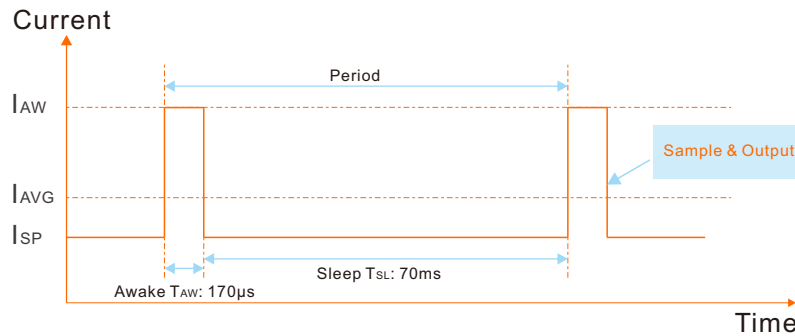 Current
Period
IAW
Sample & Output
IAVG
ISP
Sleep TSL: 70ms
Awake TAW: 170μs
Time